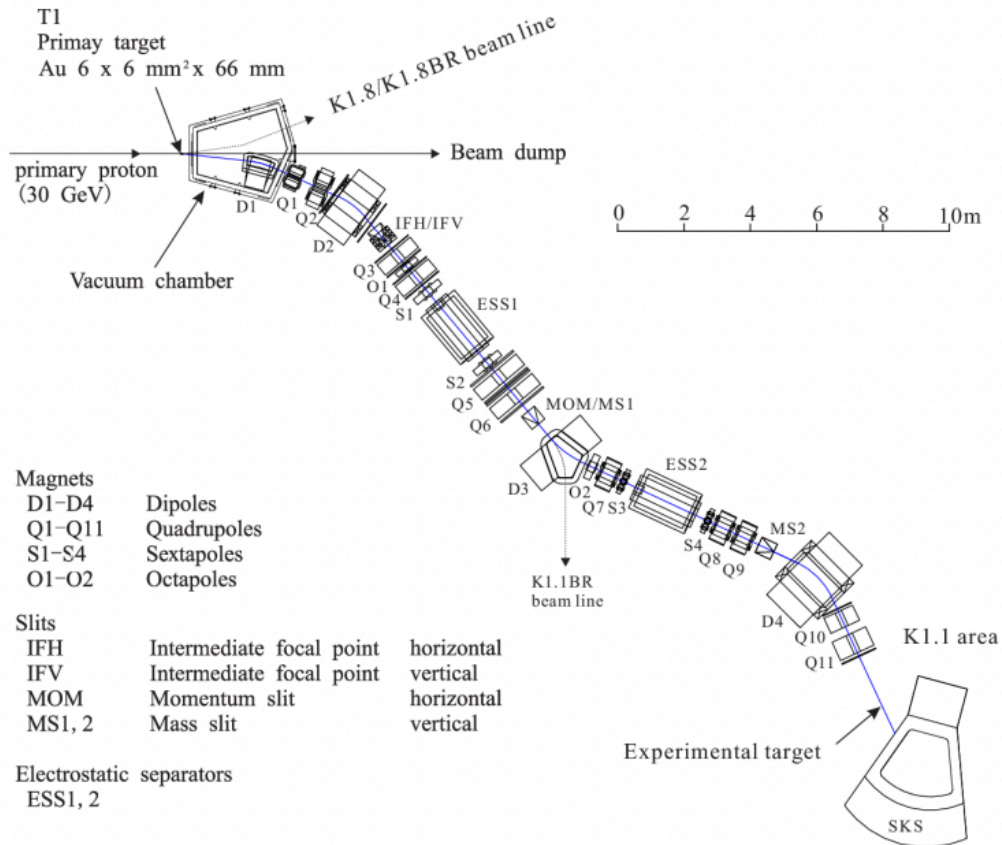 T1
Primay target
Au 6 x 6 mm²x 66 mm
K1.8/K1.8BR beam line
primary proton
(30 GeV)
Beam dump
Vacuum chamber
D1
Q1
Q2
D2
IFH/IFV
Q3
O1
Q4
S1
ESS1
S2
Q5
Q6
MOM/MS1
D3
O2
Q7
S3
ESS2
S4
Q8
Q9
MS2
D4
Q10
Q11
K1.1BR
beam line
0 2 4 6 8 10m
K1.1 area
Experimental target
SKS
Magnets
D1-D4 Dipoles
Q1-Q11 Quadrupoles
S1-S4 Sextapoles
O1-O2 Octapoles
Slits
IFH Intermediate focal point horizontal
IFV Intermediate focal point vertical
MOM Momentum slit horizontal
MS1, 2 Mass slit vertical
Electrostatic separators
ESS1, 2